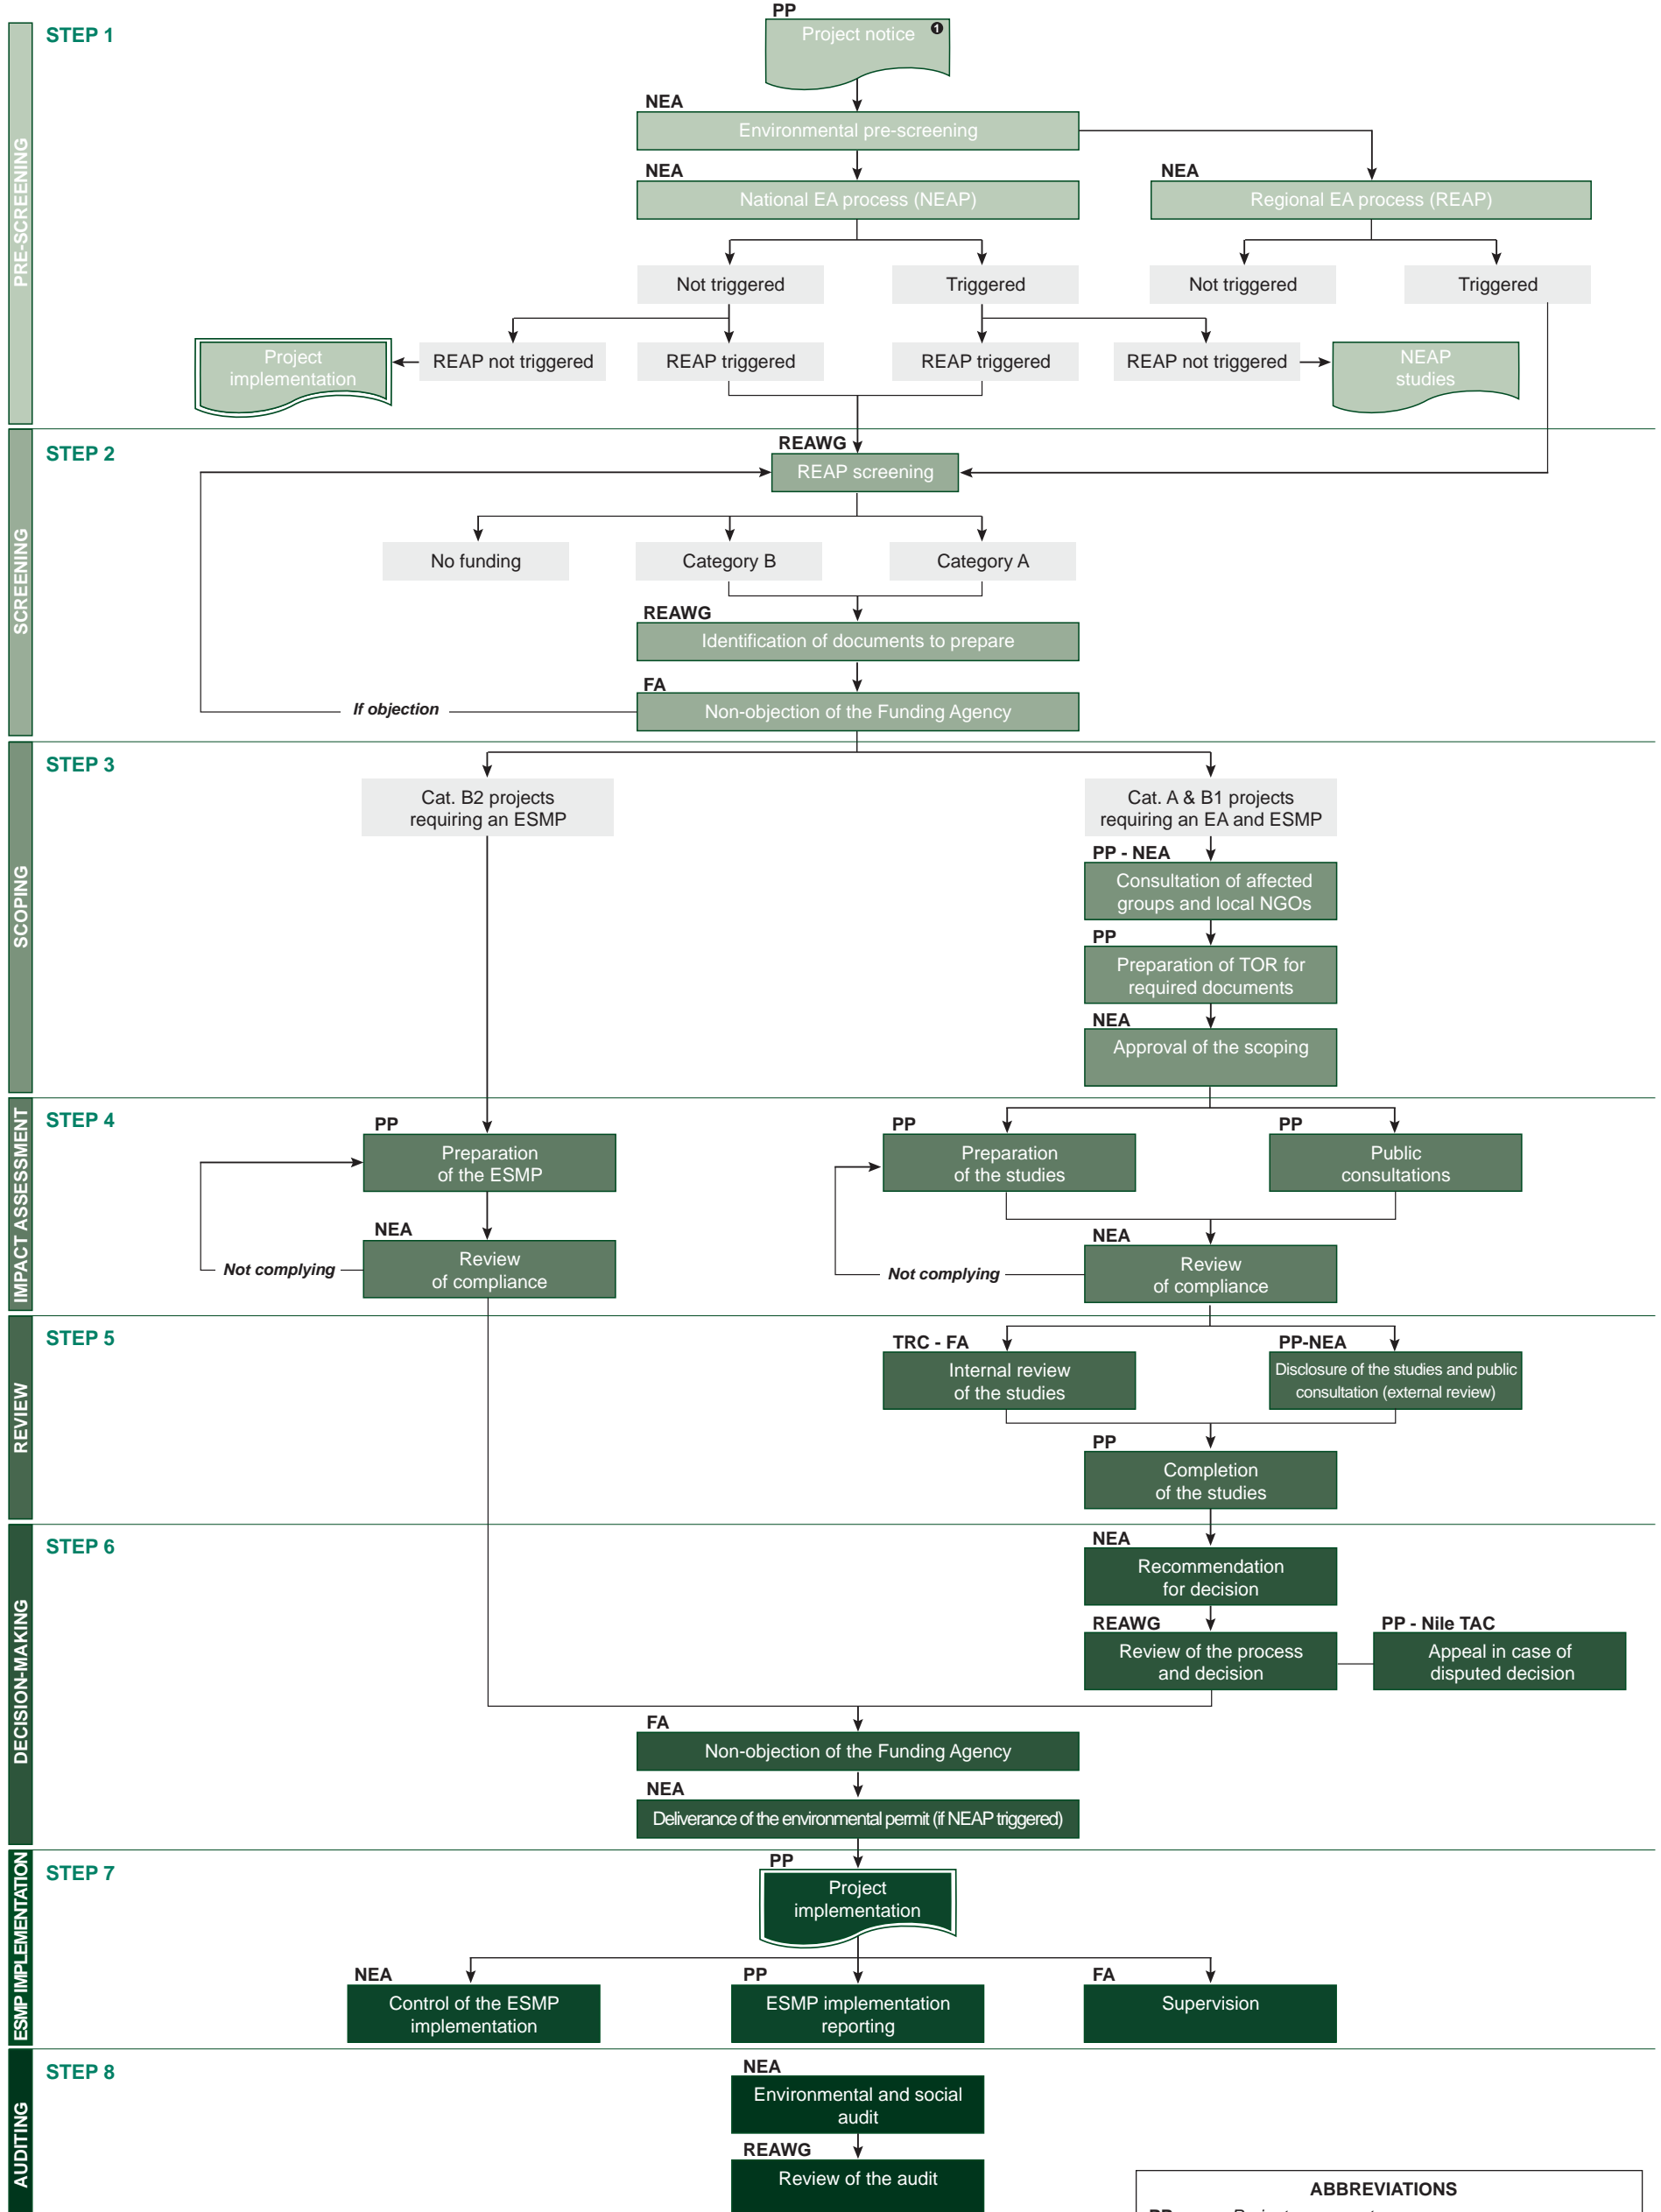 PP
STEP 1
Project notice ❶
NEA
Environmental pre-screening
NEA
NEA
National EA process (NEAP)
Regional EA process (REAP)
PRE-SCREENING
Not triggered
Triggered
Not triggered
Triggered
Project
implementation
REAP not triggered
REAP triggered
REAP triggered
REAP not triggered
NEAP
studies
STEP 2
REAWG
REAP screening
SCREENING
No funding
Category B
Category A
REAWG
Identification of documents to prepare
FA
If objection
Non-objection of the Funding Agency
STEP 3
Cat. B2 projects
requiring an ESMP
Cat. A & B1 projects
requiring an EA and ESMP
SCOPING
PP - NEA
Consultation of affected
groups and local NGOs
PP
Preparation of TOR for
required documents
NEA
Approval of the scoping
STEP 4
IMPACT ASSESSMENT
PP
Preparation
of the ESMP
PP
Preparation
of the studies
PP
Public
consultations
NEA
Review
of compliance
Not complying
NEA
Review
of compliance
Not complying
STEP 5
REVIEW
TRC - FA
Internal review
of the studies
PP-NEA
Disclosure of the studies and public
consultation (external review)
PP
Completion
of the studies
STEP 6
DECISION-MAKING
NEA
Recommendation
for decision
REAWG
Review of the process
and decision
PP - Nile TAC
Appeal in case of
disputed decision
FA
Non-objection of the Funding Agency
NEA
Deliverance of the environmental permit (if NEAP triggered)
STEP 7
ESMP IMPLEMENTATION
PP
Project
implementation
NEA
Control of the ESMP
implementation
PP
ESMP implementation
reporting
FA
Supervision
STEP 8
AUDITING
NEA
Environmental and social
audit
REAWG
Review of the audit
ABBREVIATIONS